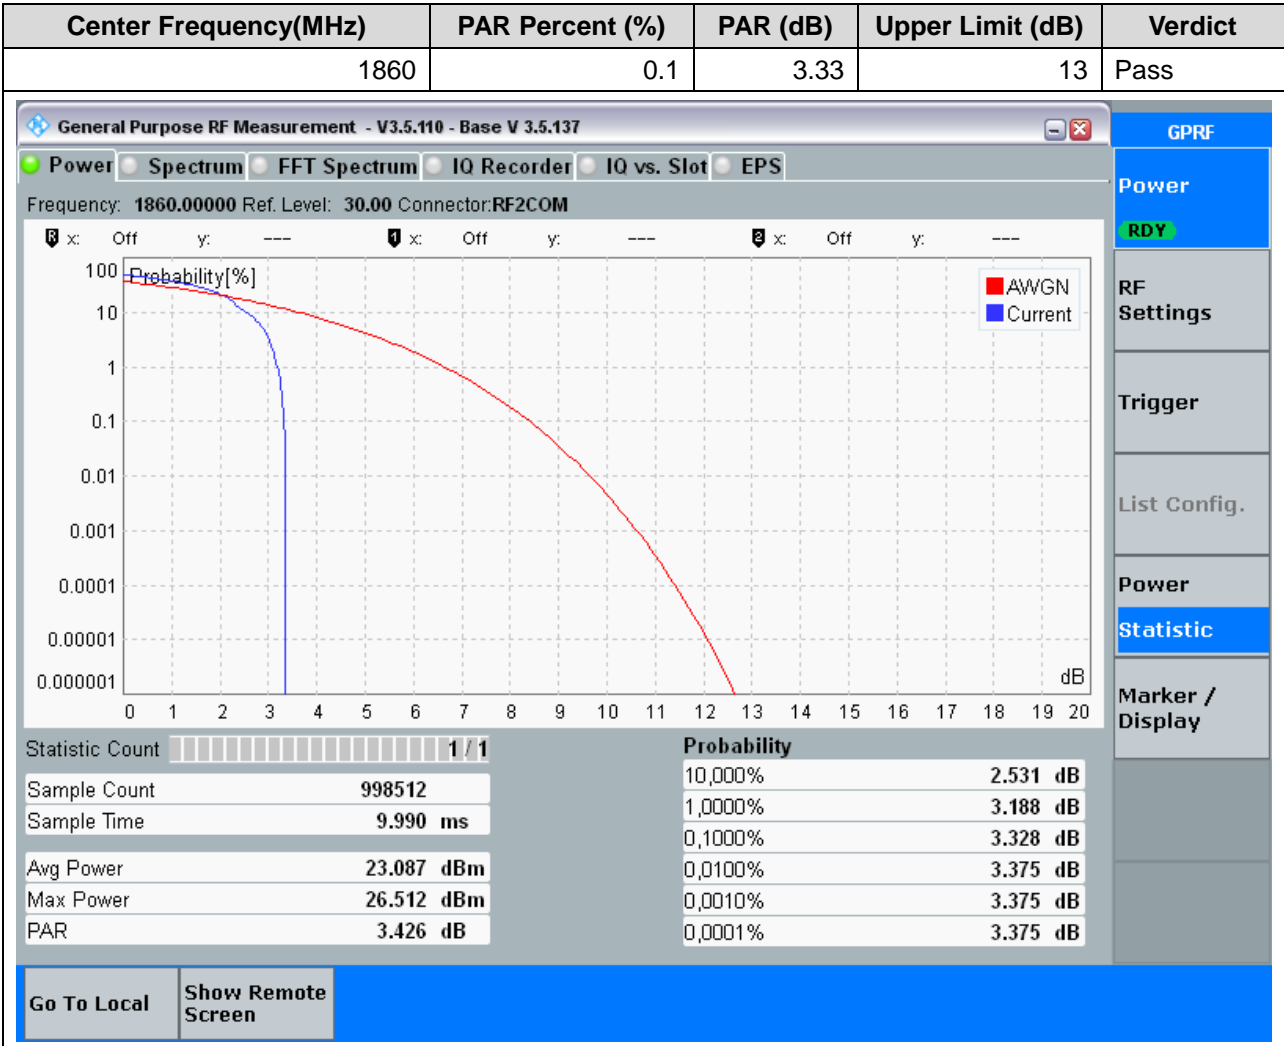 Center Frequency(MHz) PAR Percent (%) PAR (dB) Upper Limit (dB) Verdict
1860 0.1 3.33 13 Pass
General Purpose RF Measurement - V3.5.110 - Base V 3.5.137
GPRF
Power Spectrum FFT Spectrum IQ Recorder IQ vs. Slot EPS
Frequency: 1860.00000 Ref. Level: 30.00 Connector:RF2COM
R x: Off y: --- 1 x: Off y: --- 2 x: Off y: ---
Probability[%]
AWGN
Current
100
10
1
0.1
0.01
0.001
0.0001
0.00001
0.000001
dB
0 1 2 3 4 5 6 7 8 9 10 11 12 13 14 15 16 17 18 19 20
Statistic Count 1 / 1
Sample Count 998512
Sample Time 9.990 ms
Avg Power 23.087 dBm
Max Power 26.512 dBm
PAR 3.426 dB
Probability
10,000% 2.531 dB
1,0000% 3.188 dB
0,1000% 3.328 dB
0,0100% 3.375 dB
0,0010% 3.375 dB
0,0001% 3.375 dB
Power
RDY
RF
Settings
Trigger
List Config.
Power
Statistic
Marker /
Display
Go To Local
Show Remote
Screen